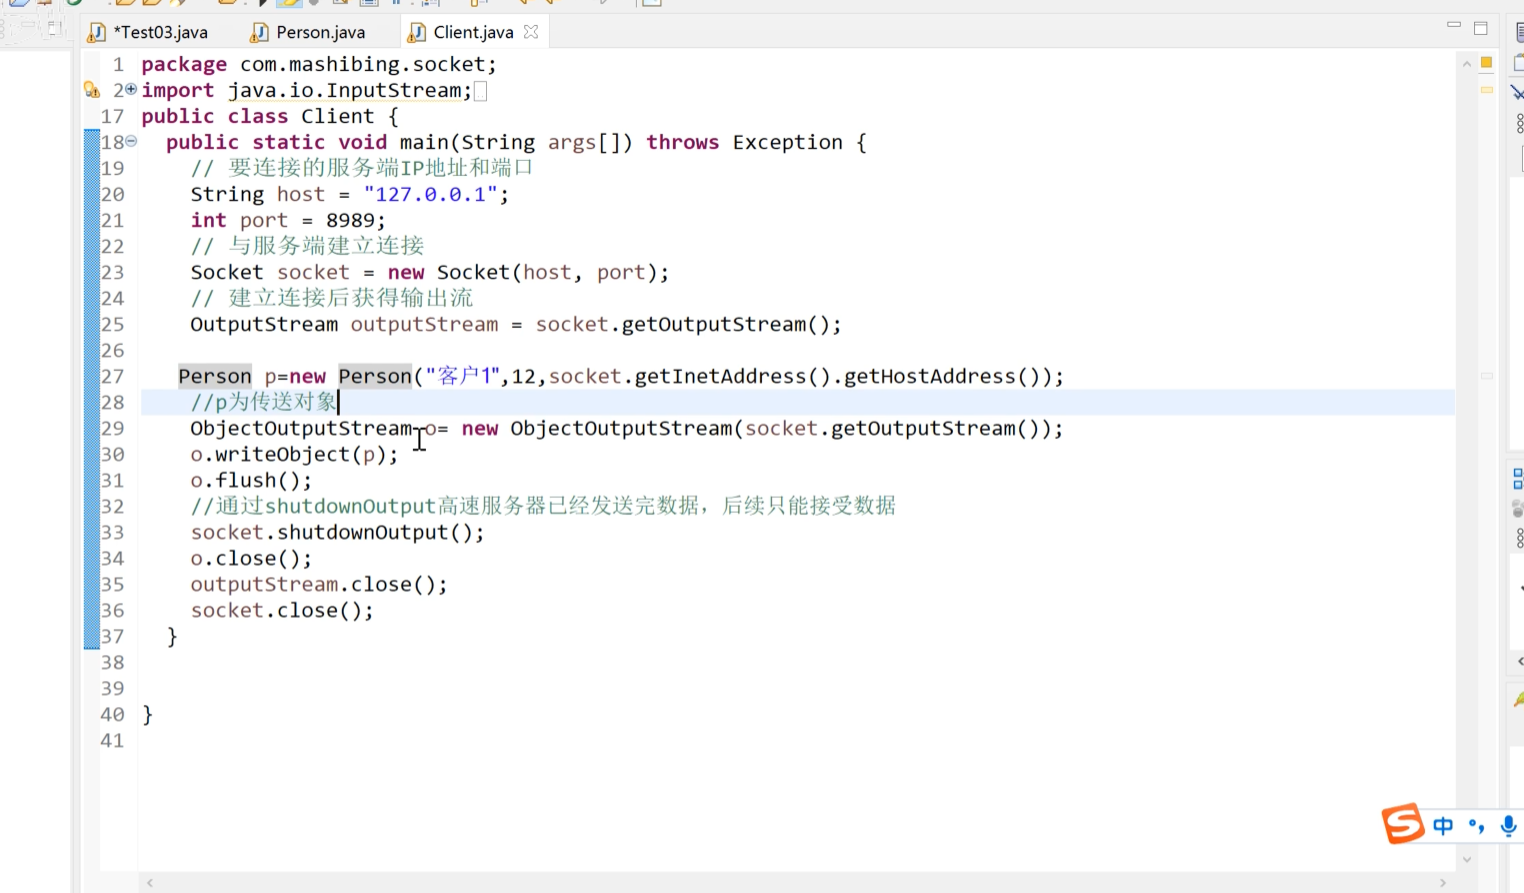 *Test03.java Person.java Client.java
1 package com.mashibing.socket;
2 import java.io.InputStream;
17 public class Client {
18 public static void main(String args[]) throws Exception {
19 // 要连接的服务端IP地址和端口
20 String host = "127.0.0.1";
21 int port = 8989;
22 // 与服务端建立连接
23 Socket socket = new Socket(host, port);
24 // 建立连接后获得输出流
25 OutputStream outputStream = socket.getOutputStream();
26
27 Person p=new Person("客户1",12,socket.getInetAddress().getHostAddress());
28 //p为传送对象
29 ObjectOutputStream o= new ObjectOutputStream(socket.getOutputStream());
30 o.writeObject(p);
31 o.flush();
32 //通过shutdownOutput高速服务器已经发送完数据，后续只能接受数据
33 socket.shutdownOutput();
34 o.close();
35 outputStream.close();
36 socket.close();
37 }
38
39
40 }
41
S 中 °,